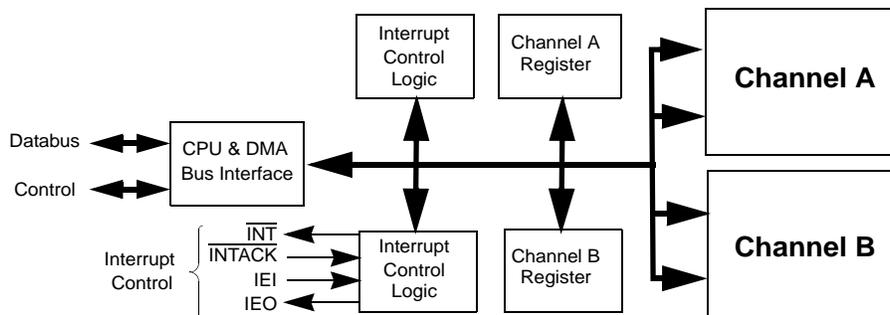 Interrupt
Control
Logic
Channel A
Register
Channel A
Databus
Control
CPU & DMA
Bus Interface
Interrupt
Control
INT
INTACK
IEI
IEO
Interrupt
Control
Logic
Channel B
Register
Channel B